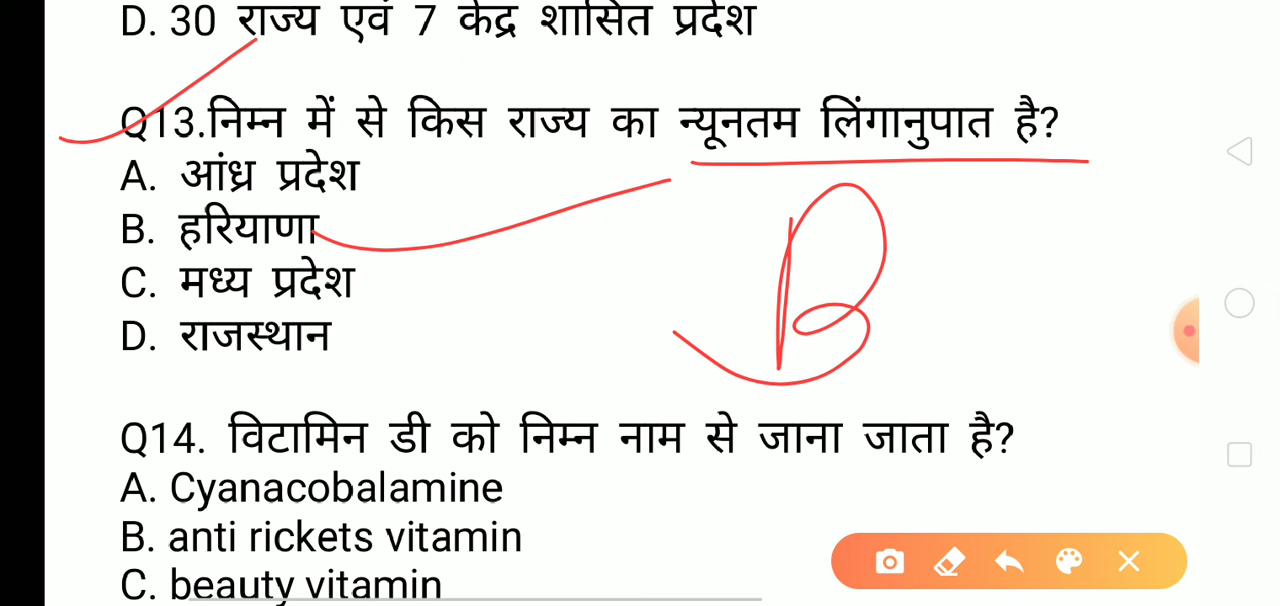 D. 30 राज्य एवं 7 केंद्र शासित प्रदेश
Q13.निम्न में से किस राज्य का न्यूनतम लिंगानुपात है?
A. आंध्र प्रदेश
B. हरियाणा
C. मध्य प्रदेश
D. राजस्थान
B
Q14. विटामिन डी को निम्न नाम से जाना जाता है?
A. Cyanacobalamine
B. anti rickets vitamin
C. beauty vitamin